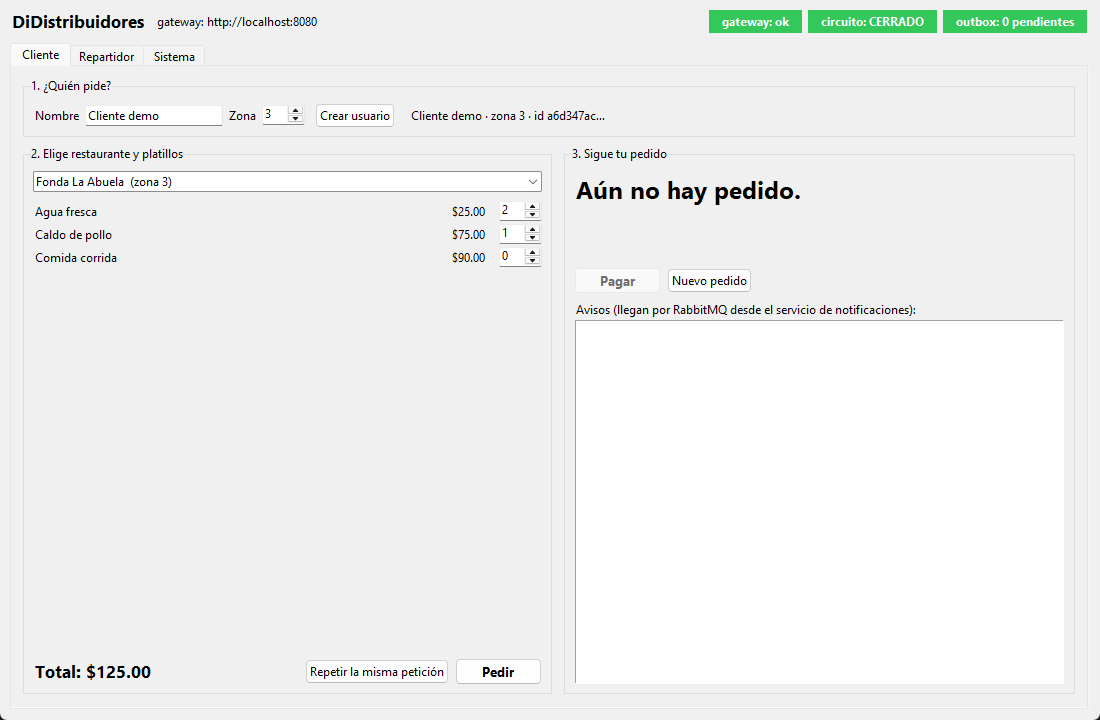 DiDistribuidores gateway: http://localhost:8080 gateway: ok circuito: CERRADO outbox: 0 pendientes
Cliente Repartidor Sistema
1. ¿Quién pide?
Nombre Cliente demo Zona 3 Crear usuario Cliente demo · zona 3 · id a6d347ac...
2. Elige restaurante y platillos
Fonda La Abuela (zona 3)
Agua fresca $25.00 2
Caldo de pollo $75.00 1
Comida corrida $90.00 0
Total: $125.00 Repetir la misma petición Pedir
3. Sigue tu pedido
Aún no hay pedido.
Pagar Nuevo pedido
Avisos (llegan por RabbitMQ desde el servicio de notificaciones):